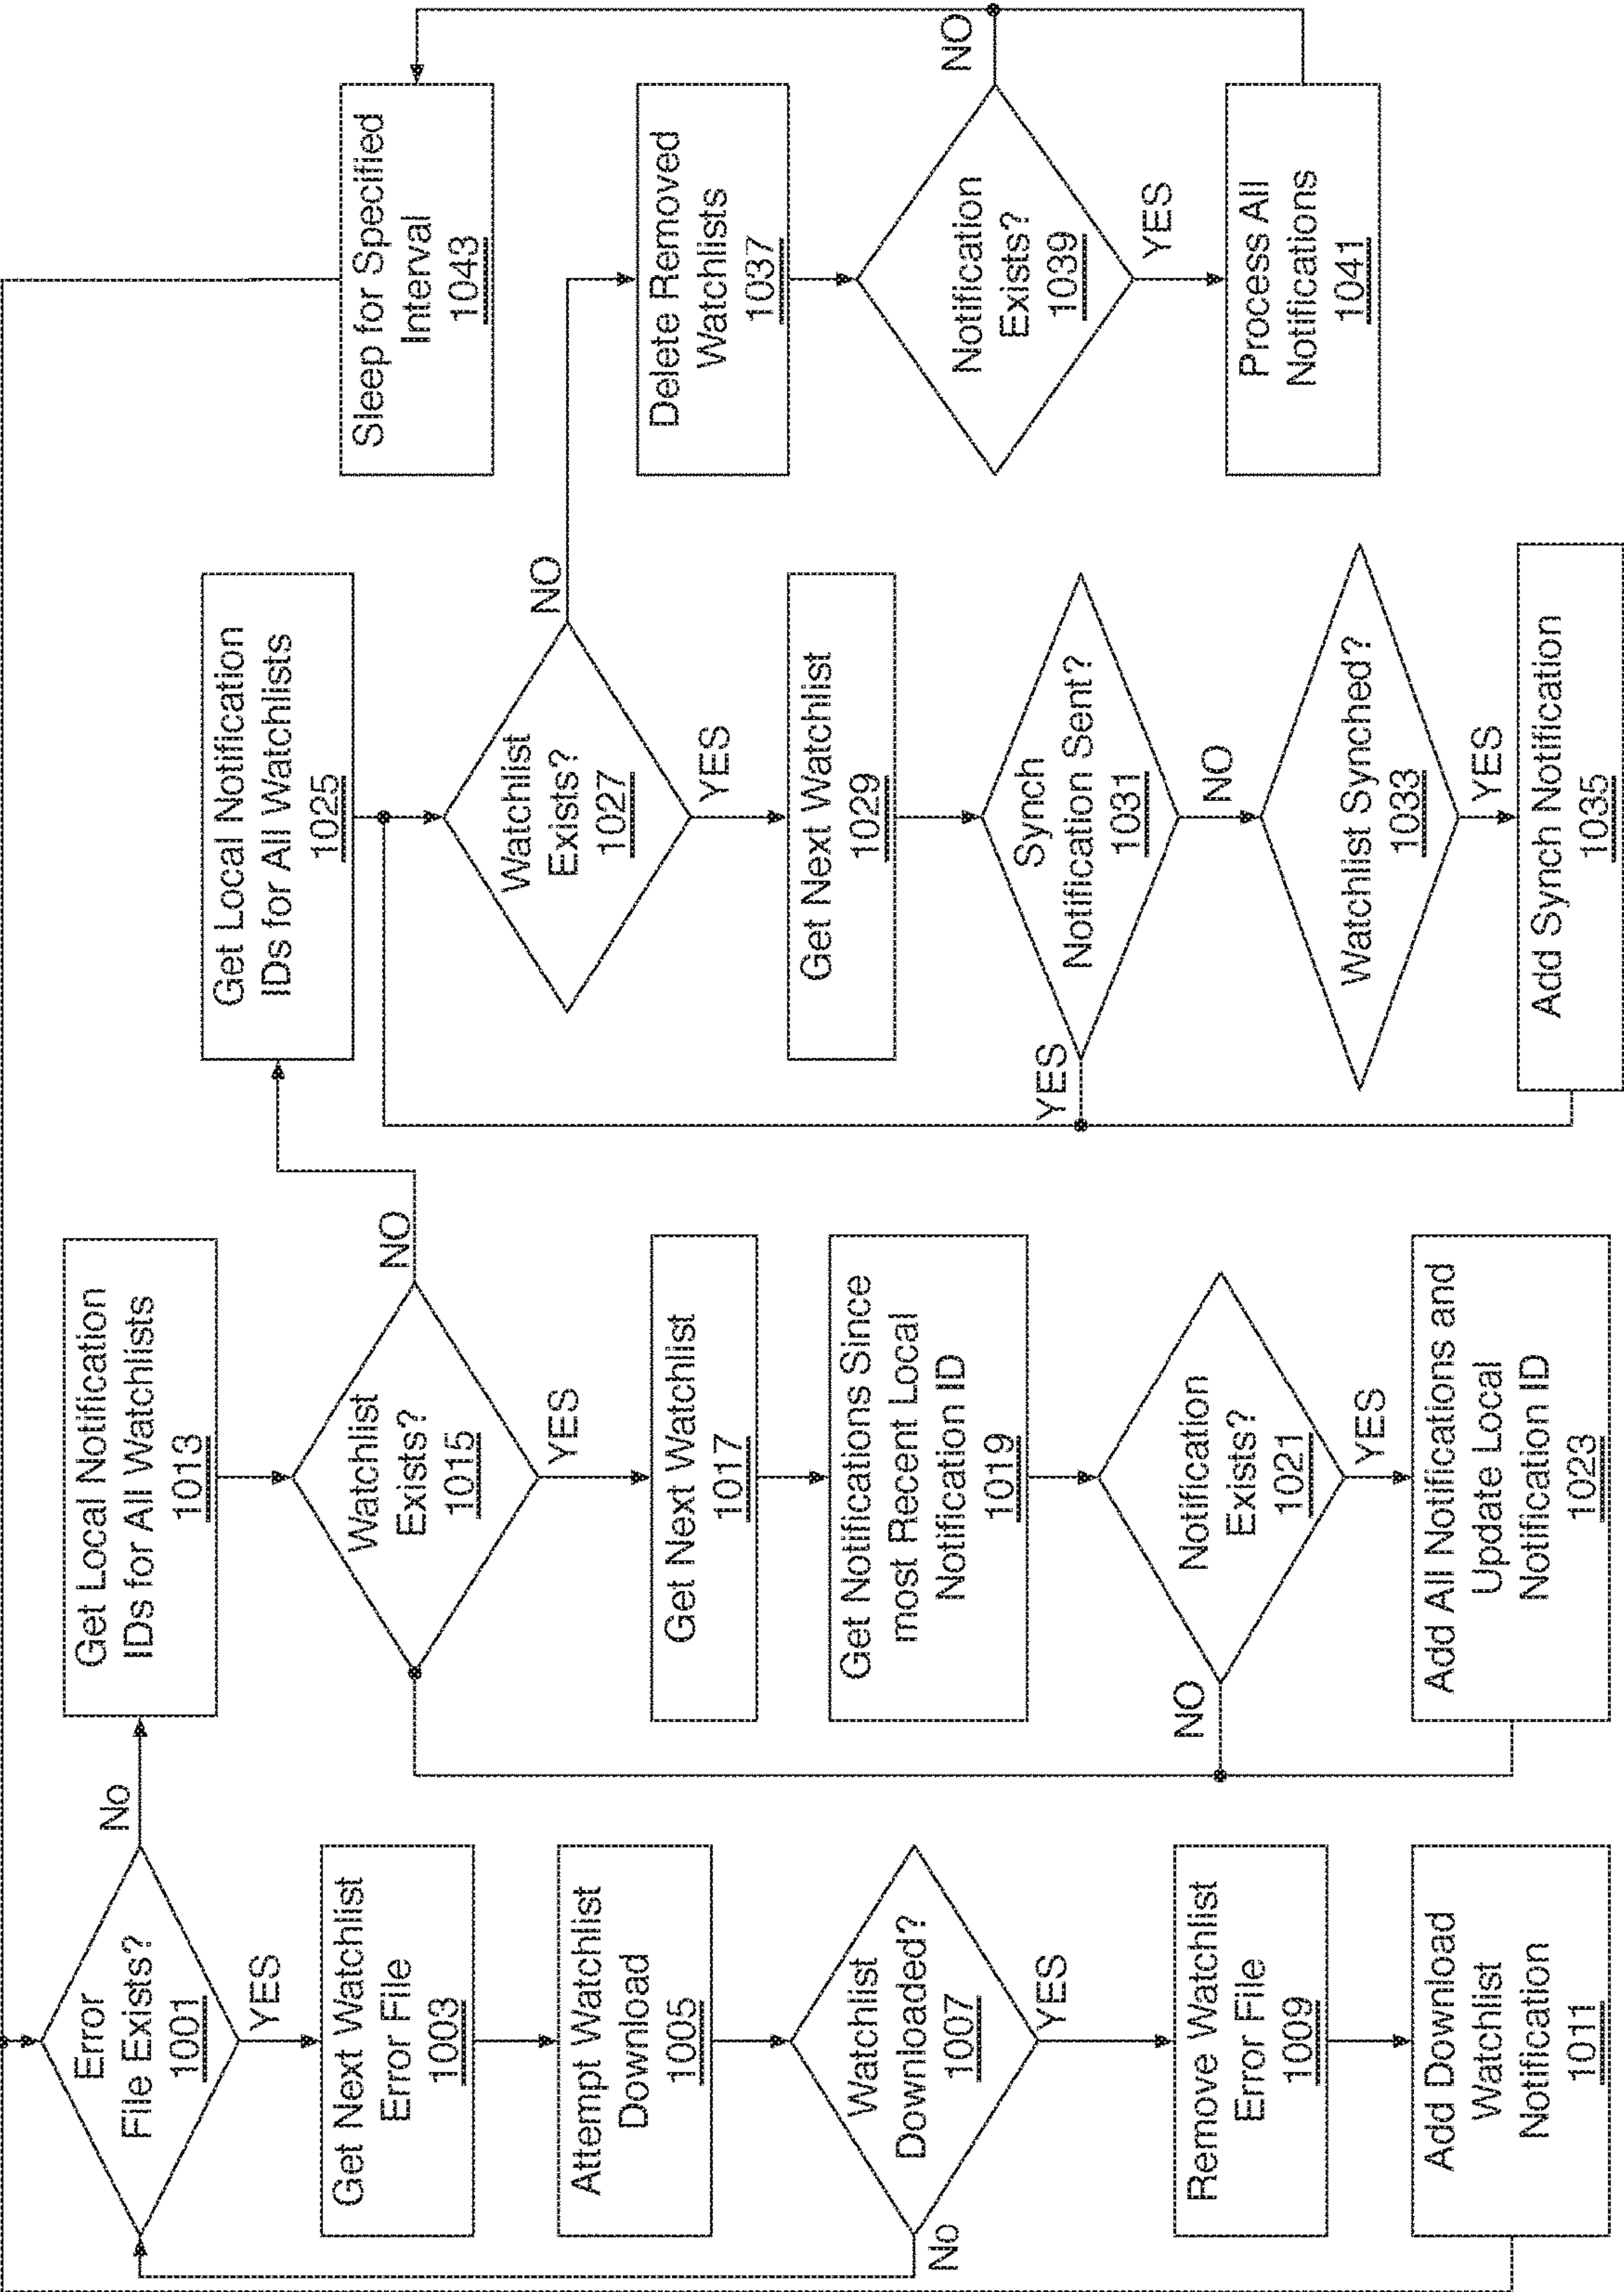 Error
File Exists?
1001
No
YES
Get Next Watchlist
Error File
1003
Attempt Watchlist
Download
1005
Watchlist
Downloaded?
1007
No
YES
Remove Watchlist
Error File
1009
Add Download
Watchlist
Notification
1011
Get Local Notification
IDs for All Watchlists
1013
Watchlist
Exists?
1015
NO
YES
Get Next Watchlist
1017
Get Notifications Since
most Recent Local
Notification ID
1019
Notification
Exists?
1021
NO
YES
Add All Notifications and
Update Local
Notification ID
1023
Get Local Notification
IDs for All Watchlists
1025
Watchlist
Exists?
1027
NO
YES
Get Next Watchlist
1029
Synch
Notification Sent?
1031
YES
NO
Watchlist Synched?
1033
YES
Add Synch Notification
1035
Sleep for Specified
Interval
1043
Delete Removed
Watchlists
1037
Notification
Exists?
1039
NO
YES
Process All
Notifications
1041